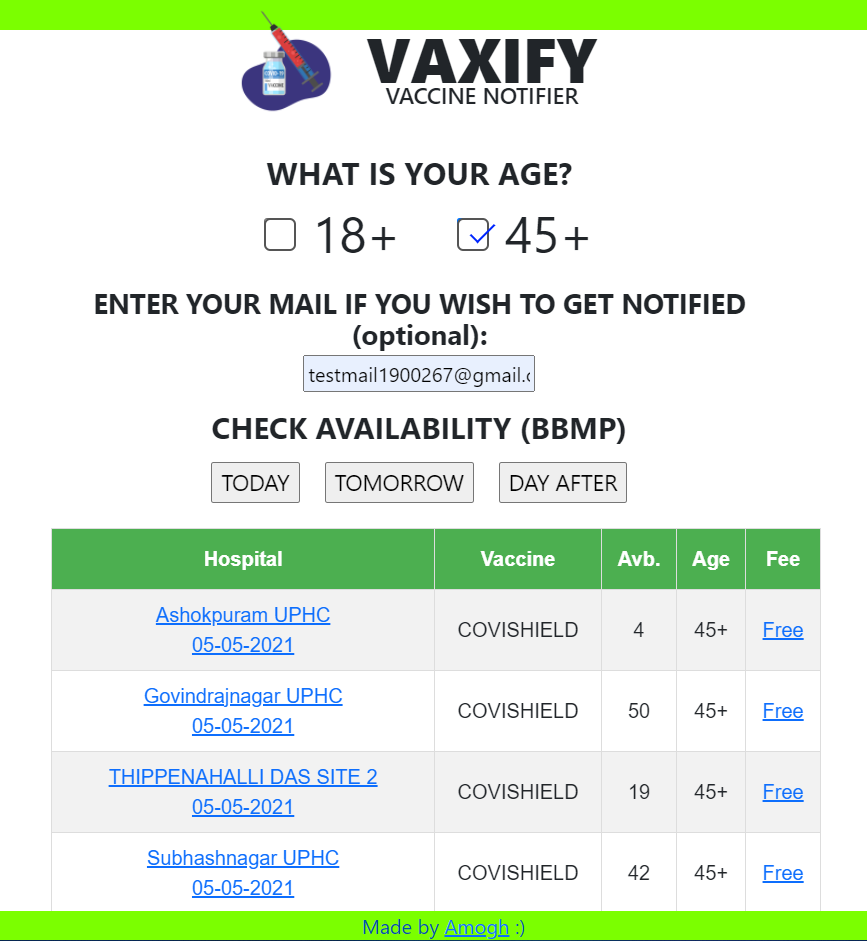 VAXIFY
VACCINE NOTIFIER
COVID-19
VACCINE
WHAT IS YOUR AGE?
18+ 45+
ENTER YOUR MAIL IF YOU WISH TO GET NOTIFIED
(optional):
testmail1900267@gmail.c
CHECK AVAILABILITY (BBMP)
TODAY TOMORROW DAY AFTER
Hospital Vaccine Avb. Age Fee
Ashokpuram UPHC
05-05-2021 COVISHIELD 4 45+ Free
Govindrajnagar UPHC
05-05-2021 COVISHIELD 50 45+ Free
THIPPENAHALLI DAS SITE 2
05-05-2021 COVISHIELD 19 45+ Free
Subhashnagar UPHC
05-05-2021 COVISHIELD 42 45+ Free
Made by Amogh :)